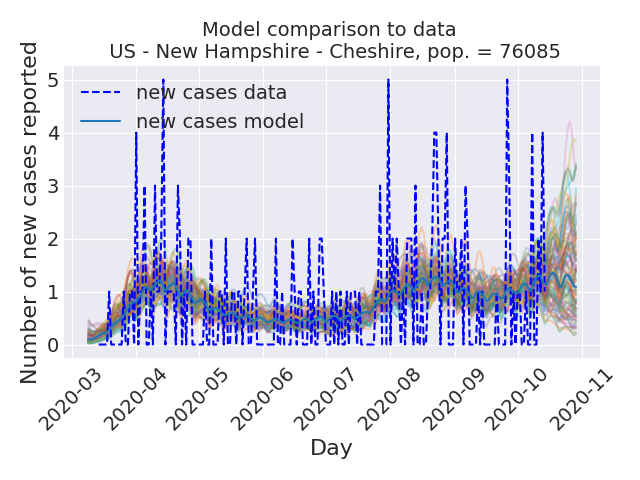 Model comparison to data
US - New Hampshire - Cheshire, pop. = 76085
Number of new cases reported
5
4
3
2
1
0
new cases data
new cases model
2020-03
2020-04
2020-05
2020-06
2020-07
2020-08
2020-09
2020-10
2020-11
Day